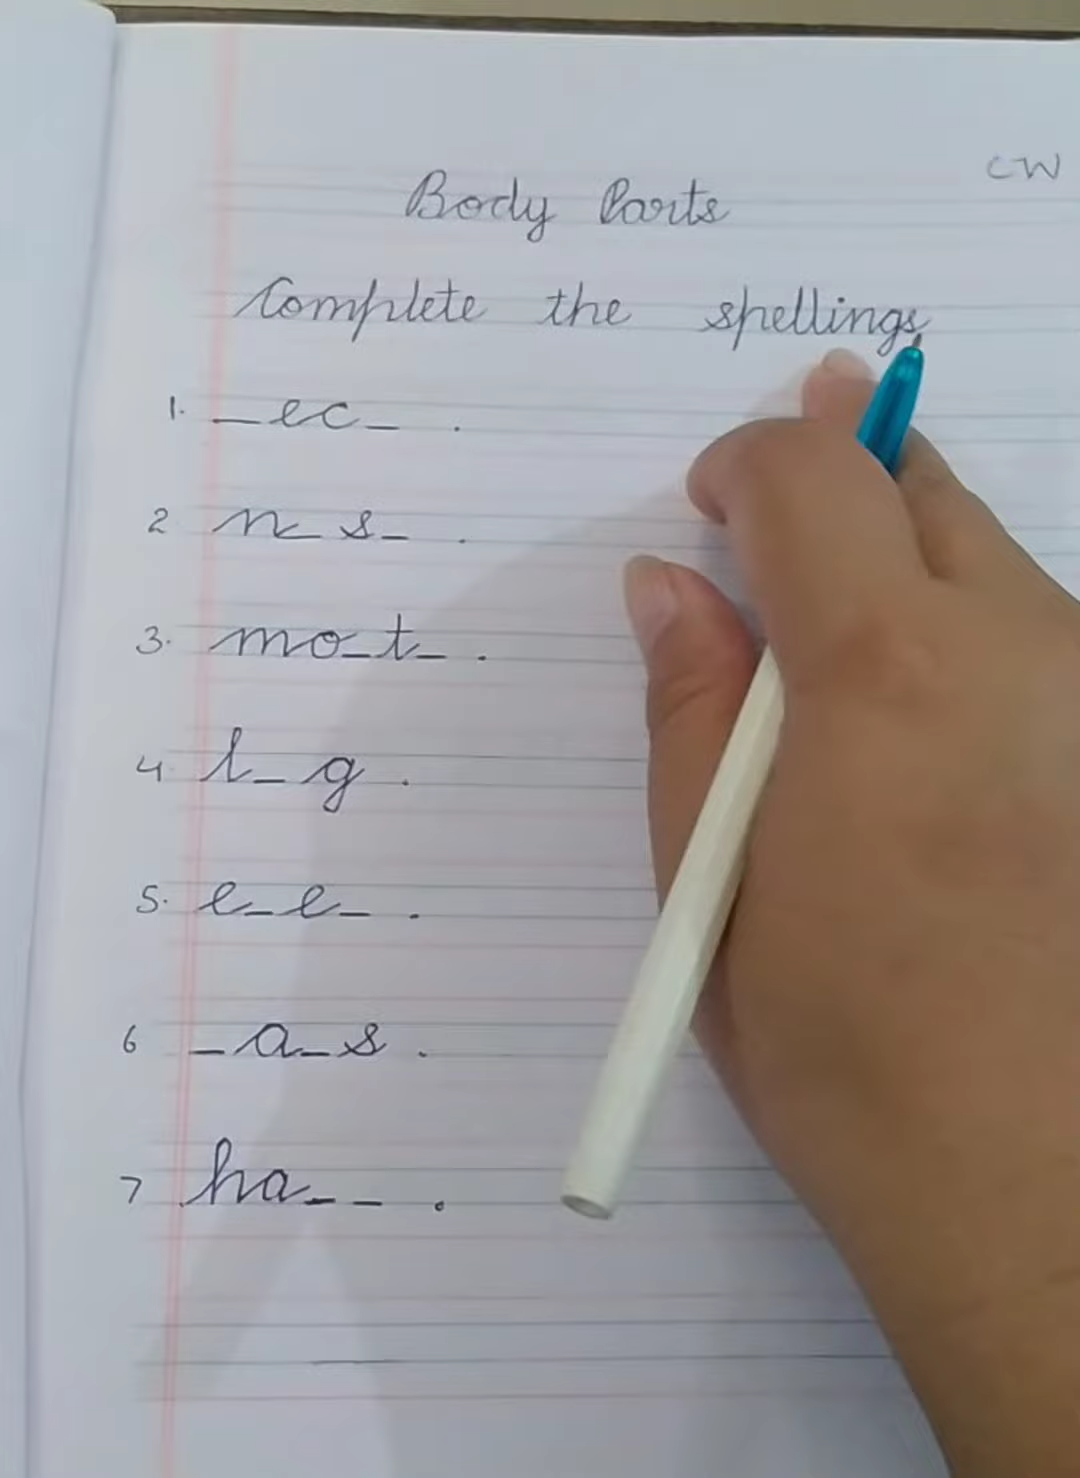 CW
Body Parts
Complete the spellings
1. _ec_ .
2 n_s_ .
3. mo_t_ .
4 l_g .
5. e_e_ .
6 _a_s .
7 ha_ _ .